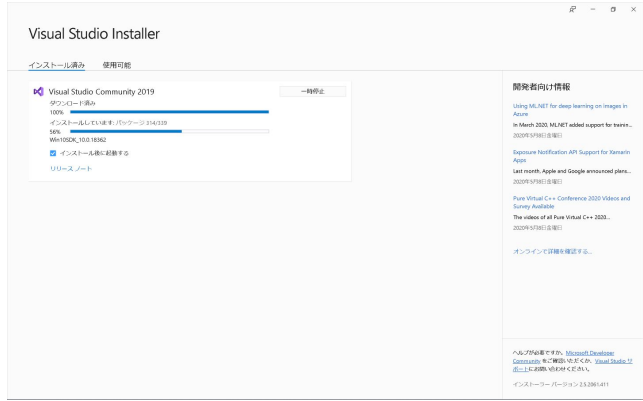 Visual Studio Installer
インストール済み 使用可能
Visual Studio Community 2019
一時停止
ダウンロード済み
100%
インストールしています: パッケージ 314/339
56%
Win10SDK_10.0.18362
インストール後に起動する
リリース ノート
開発者向け情報
Using ML.NET for deep learning on images in
Azure
In March 2020, ML.NET added support for trainin...
2020年5月8日金曜日
Exposure Notification API Support for Xamarin
Apps
Last month, Apple and Google announced plans...
2020年5月8日金曜日
Pure Virtual C++ Conference 2020 Videos and
Survey Available
The videos of all Pure Virtual C++ 2020...
2020年5月8日金曜日
オンラインで詳細を確認する...
ヘルプが必要ですか。Microsoft Developer
Community をご確認いただくか、Visual Studio サ
ポートにお問い合わせください。
インストーラー バージョン 2.5.2061.411